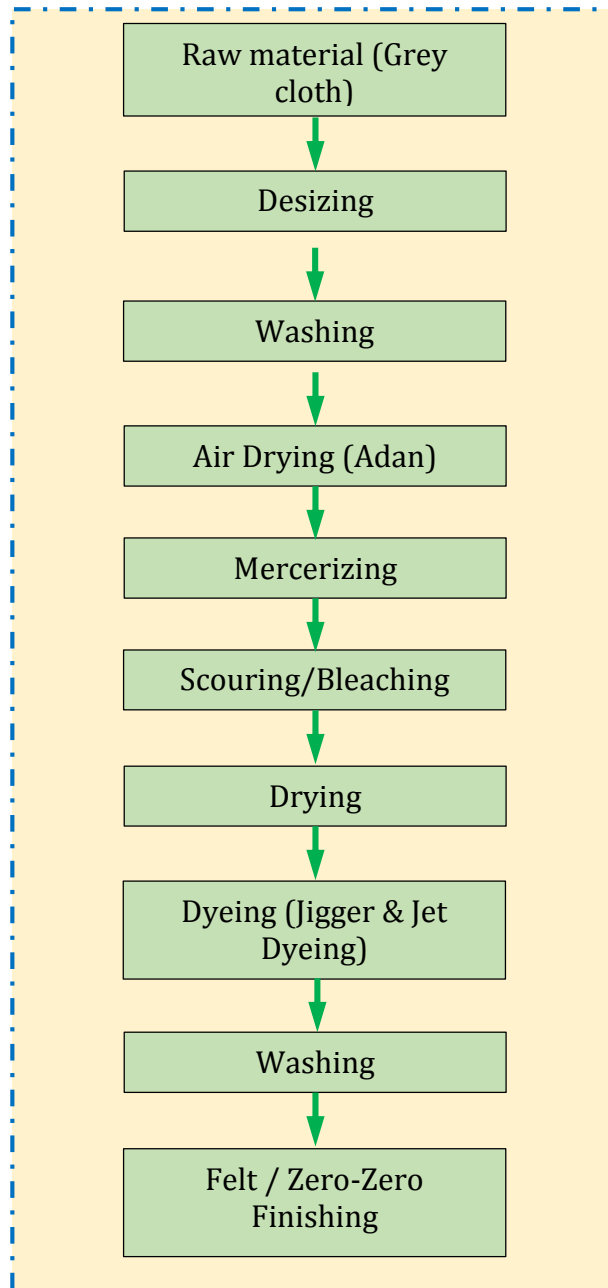 Raw material (Grey
cloth)
Desizing
Washing
Air Drying (Adan)
Mercerizing
Scouring/Bleaching
Drying
Dyeing (Jigger & Jet
Dyeing)
Washing
Felt / Zero-Zero
Finishing